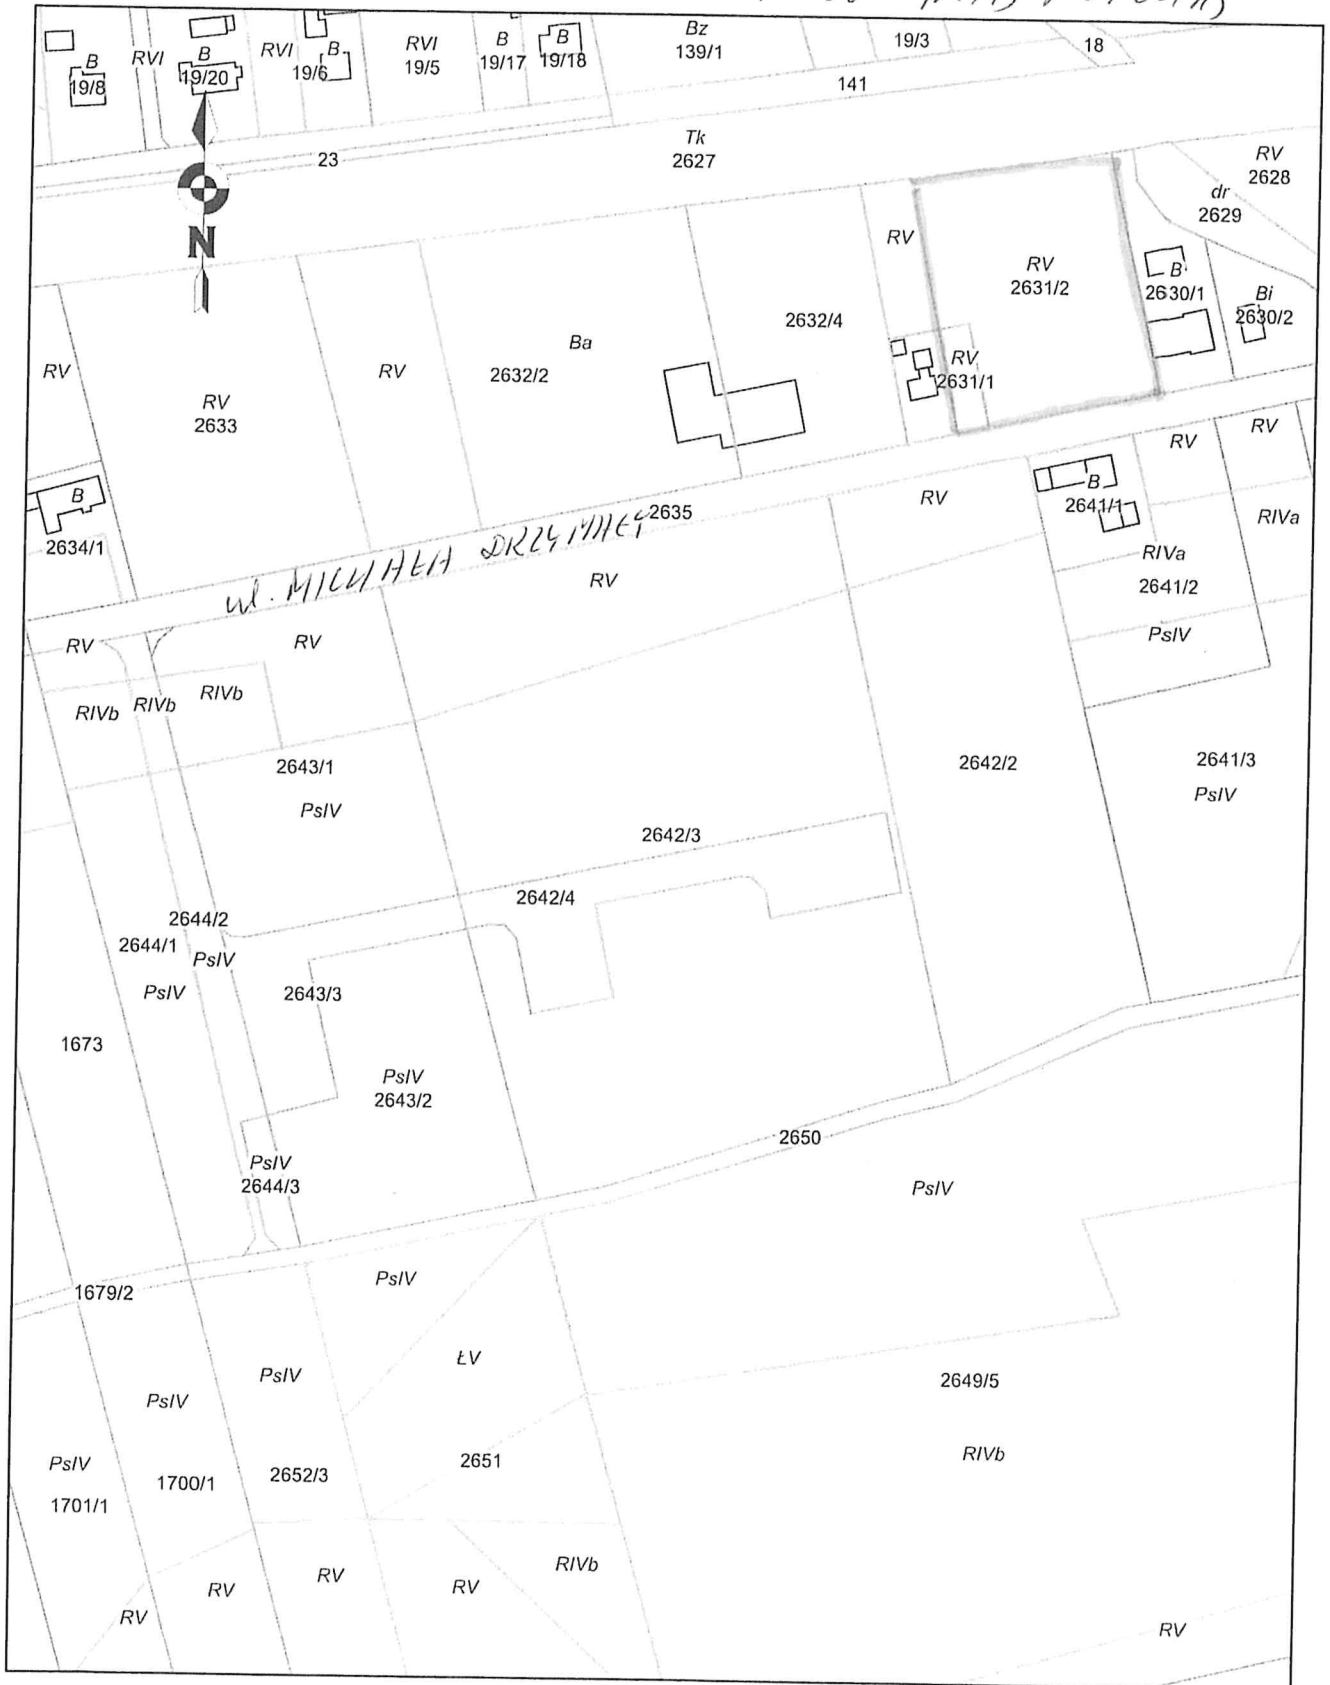 Bz
139/1
19/3
18
B
19/8
RVI
B
19/20
RVI
B
19/6
RVI
19/5
B
19/17
B
19/18
141
23
Tk
2627
RV
2628
dr
2629
N
RV
RV
2631/2
B
2630/1
Bi
2630/2
2632/4
Ba
2632/2
RV
2631/1
RV
RV
2633
RV
RV
RV
B
2634/1
2635
ul. MICHAŁA DRZYMAŁY
RV
RV
B
2641/1
RIVa
RIVa
2641/2
PsIV
RV
RV
RIVb
RIVb
RIVb
2643/1
PsIV
2642/2
2641/3
PsIV
2642/3
2642/4
2644/2
2644/1
PsIV
PsIV
2643/3
1673
PsIV
2643/2
2650
PsIV
2644/3
PsIV
1679/2
PsIV
ŁV
PsIV
PsIV
2649/5
PsIV
1701/1
1700/1
2652/3
2651
RIVb
RIVb
RV
RV
RV
RV
RV